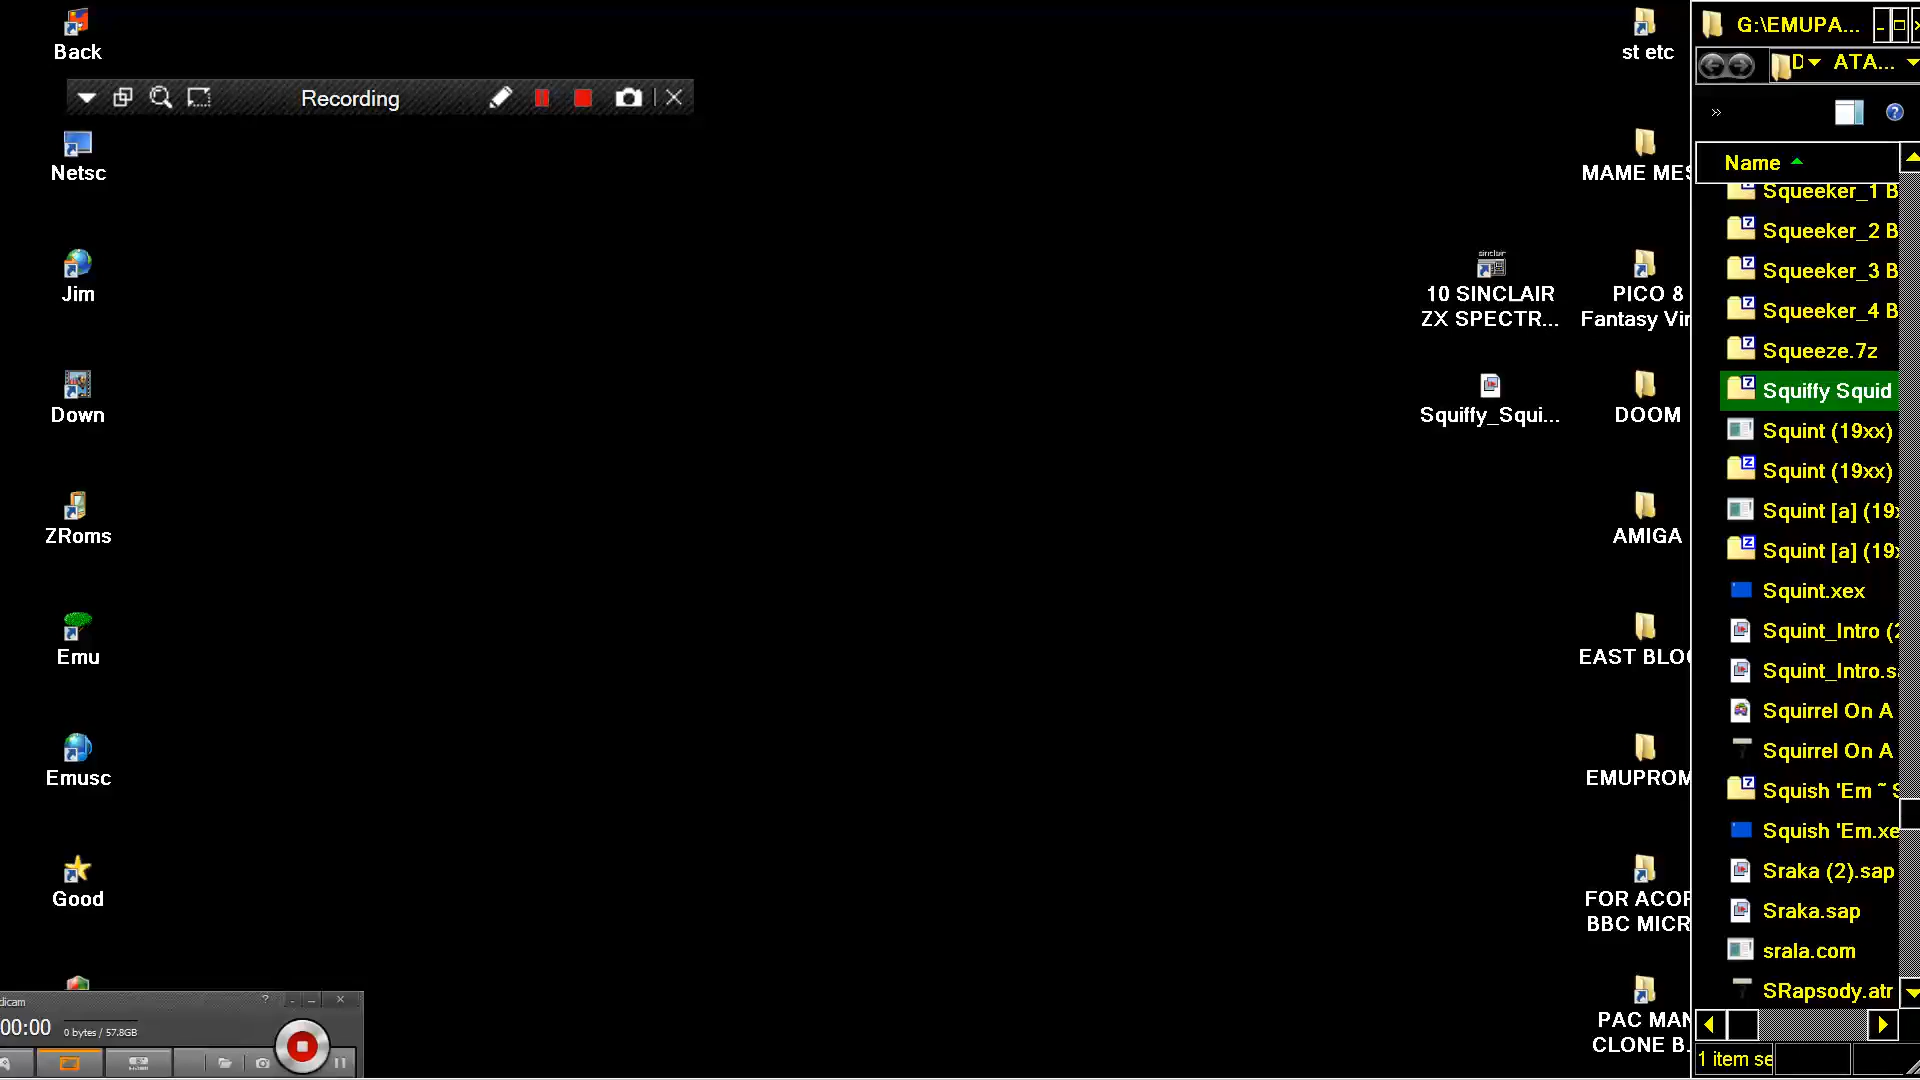 Back
Recording
Netsc
Jim
Down
ZRoms
Emu
Emusc
Good
dicam
?
00:00
0 bytes / 57.8GB
sinclair
10 SINCLAIR
ZX SPECTR...
Squiffy_Squi...
st etc
MAME MES
PICO 8
Fantasy Vir
DOOM
AMIGA
EAST BLO
EMUPROM
FOR ACOR
BBC MICR
PAC MAN
CLONE B.
G:\EMUPA...
D ATA...
»
?
Name
Squeeker_1 B
Squeeker_2 B
Squeeker_3 B
Squeeker_4 B
Squeeze.7z
Squiffy Squid
Squint (19xx)
Squint (19xx)
Squint [a] (19x
Squint [a] (19x
Squint.xex
Squint_Intro (2
Squint_Intro.s
Squirrel On A
Squirrel On A
Squish 'Em ~ S
Squish 'Em.xe
Sraka (2).sap
Sraka.sap
srala.com
SRapsody.atr
1 item se